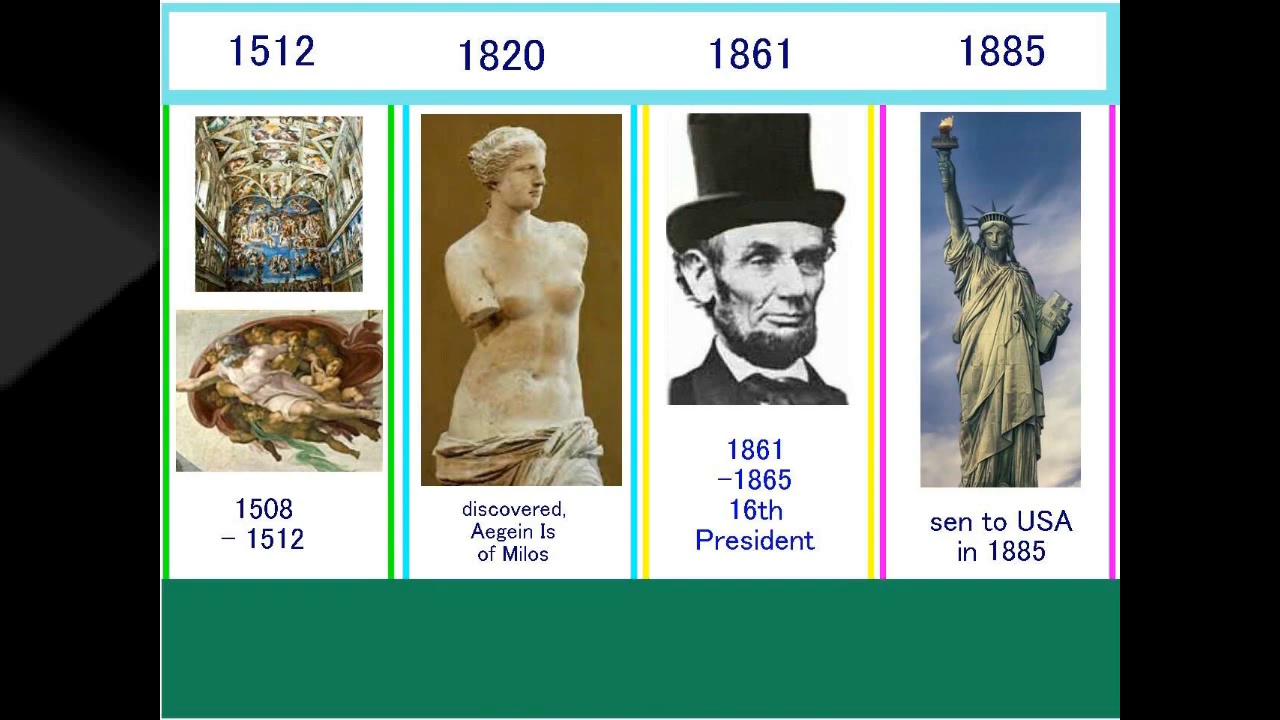 1512
1820
1861
1885
1508
- 1512
discovered,
Aegein Is
of Milos
1861
-1865
16th
President
sen to USA
in 1885